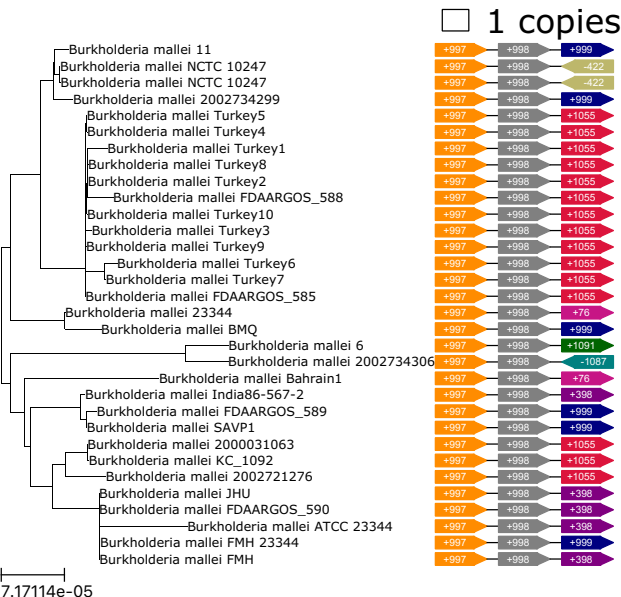 1 copies
Burkholderia mallei 11 +997 +998 +999
Burkholderia mallei NCTC 10247 +997 +998 -422
Burkholderia mallei NCTC 10247 +997 +998 -422
Burkholderia mallei 2002734299 +997 +998 +999
Burkholderia mallei Turkey5 +997 +998 +1055
Burkholderia mallei Turkey4 +997 +998 +1055
Burkholderia mallei Turkey1 +997 +998 +1055
Burkholderia mallei Turkey8 +997 +998 +1055
Burkholderia mallei Turkey2 +997 +998 +1055
Burkholderia mallei FDAARGOS_588 +997 +998 +1055
Burkholderia mallei Turkey10 +997 +998 +1055
Burkholderia mallei Turkey3 +997 +998 +1055
Burkholderia mallei Turkey9 +997 +998 +1055
Burkholderia mallei Turkey6 +997 +998 +1055
Burkholderia mallei Turkey7 +997 +998 +1055
Burkholderia mallei FDAARGOS_585 +997 +998 +1055
Burkholderia mallei 23344 +997 +998 +76
Burkholderia mallei BMQ +997 +998 +999
Burkholderia mallei 6 +997 +998 +1091
Burkholderia mallei 2002734306 +997 +998 -1087
Burkholderia mallei Bahrain1 +997 +998 +76
Burkholderia mallei India86-567-2 +997 +998 +398
Burkholderia mallei FDAARGOS_589 +997 +998 +999
Burkholderia mallei SAVP1 +997 +998 +999
Burkholderia mallei 2000031063 +997 +998 +1055
Burkholderia mallei KC_1092 +997 +998 +1055
Burkholderia mallei 2002721276 +997 +998 +1055
Burkholderia mallei JHU +997 +998 +398
Burkholderia mallei FDAARGOS_590 +997 +998 +398
Burkholderia mallei ATCC 23344 +997 +998 +398
Burkholderia mallei FMH 23344 +997 +998 +999
Burkholderia mallei FMH +997 +998 +398
7.17114e-05